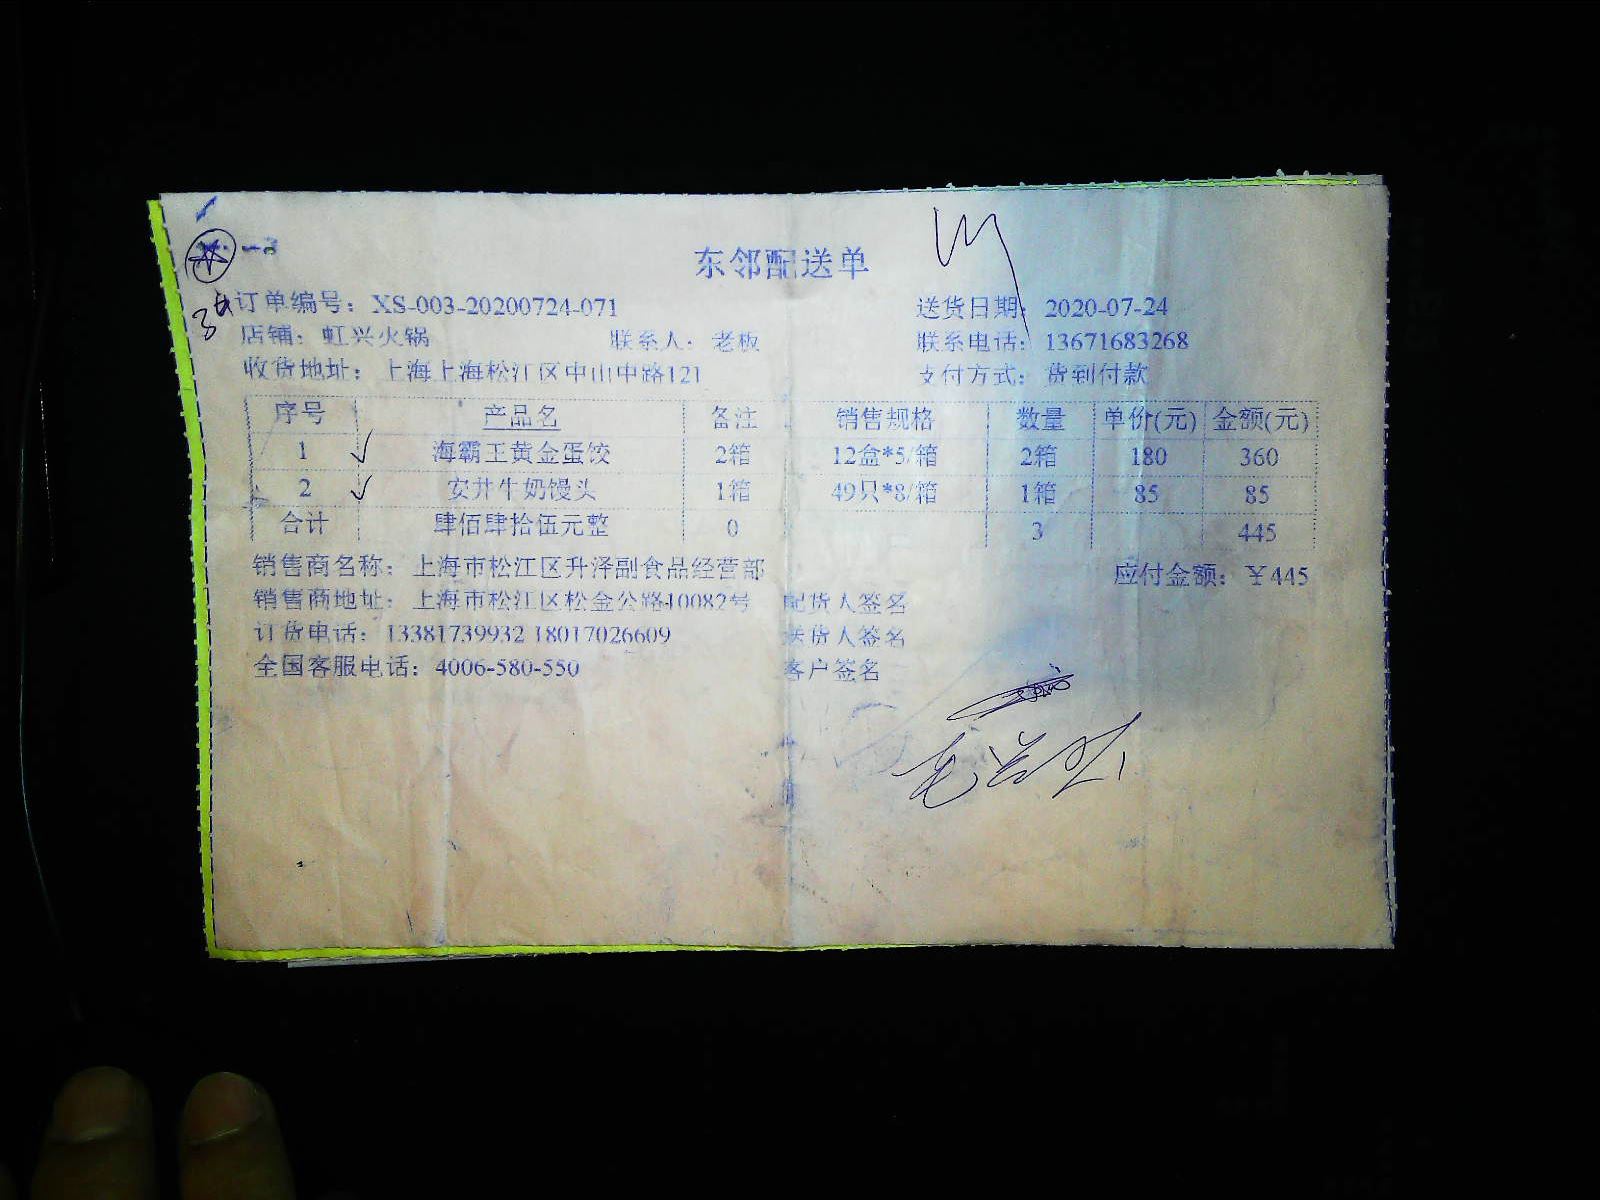 东邻配送单
订单编号：XS-003-20200724-071 送货日期：2020-07-24
店铺：虹兴火锅 联系人：老板 联系电话：13671683268
收货地址：上海上海松江区中山中路121 支付方式：货到付款
序号 产品名 备注 销售规格 数量 单价(元) 金额(元)
1 海霸王黄金蛋饺 2箱 12盒*5/箱 2箱 180 360
2 安井牛奶馒头 1箱 49只*8/箱 1箱 85 85
合计 肆佰肆拾伍元整 0 3 445
销售商名称：上海市松江区升泽副食品经营部 应付金额：￥445
销售商地址：上海市松江区松金公路10082号 配货人签名
订货电话：13381739932 18017026609 送货人签名
全国客服电话：4006-580-550 客户签名